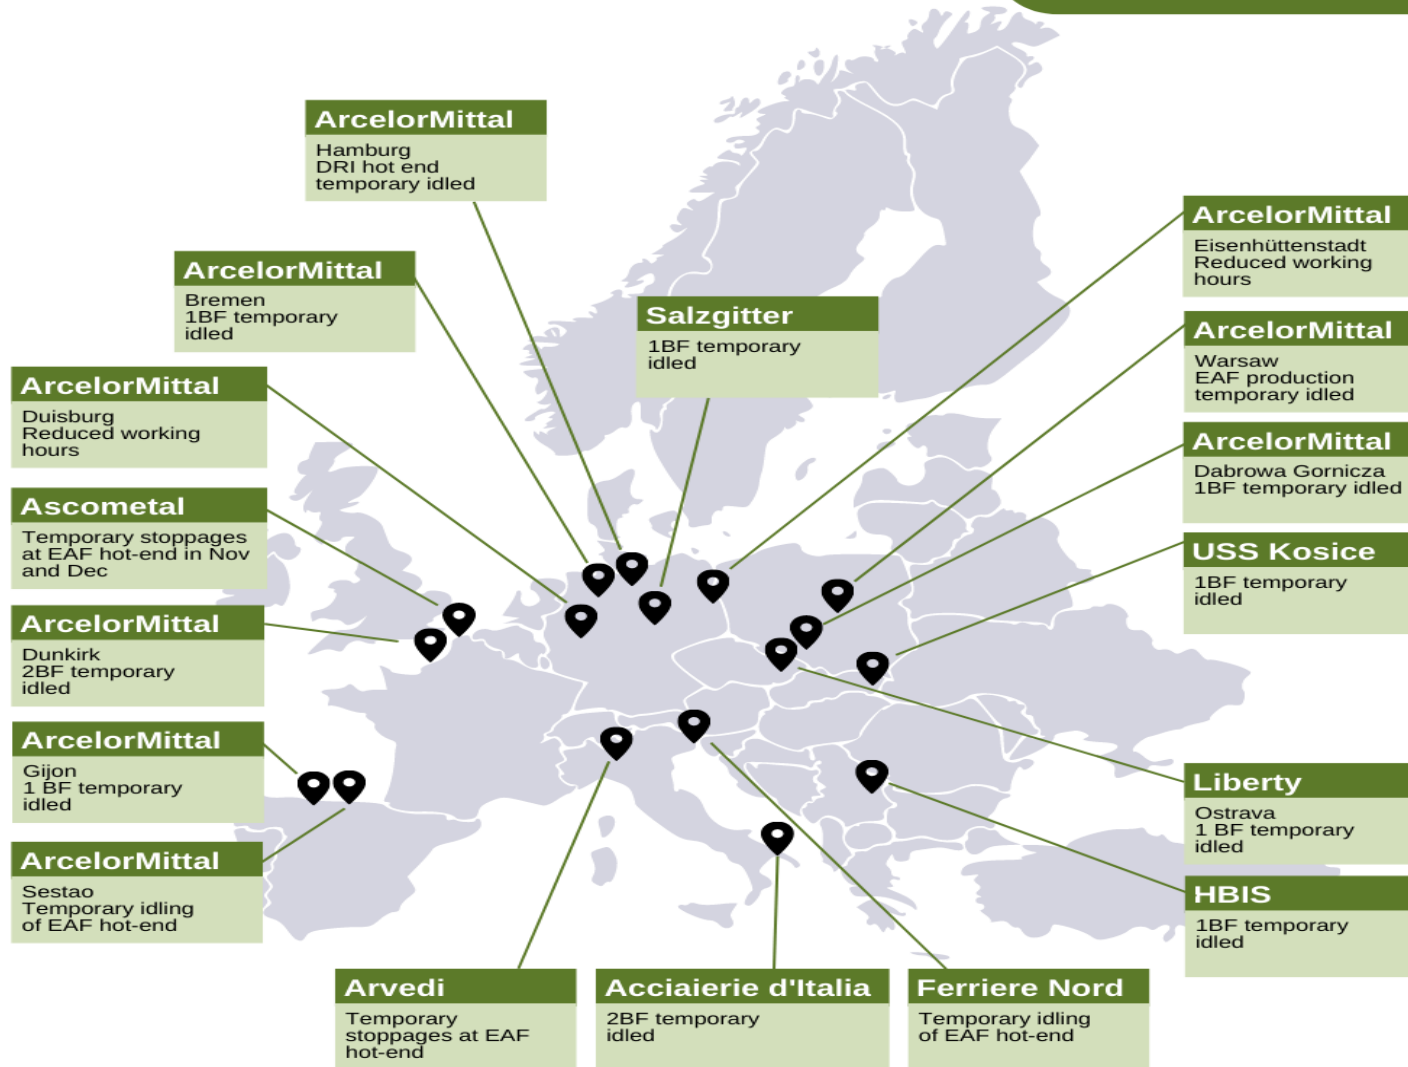 ArcelorMittal
Hamburg
DRI hot end
temporary idled
ArcelorMittal
Bremen
1BF temporary
idled
ArcelorMittal
Duisburg
Reduced working
hours
Ascometal
Temporary stoppages
at EAF hot-end in Nov
and Dec
ArcelorMittal
Dunkirk
2BF temporary
idled
ArcelorMittal
Gijon
1 BF temporary
idled
ArcelorMittal
Sestao
Temporary idling
of EAF hot-end
Salzgitter
1BF temporary
idled
ArcelorMittal
Eisenhüttenstadt
Reduced working
hours
ArcelorMittal
Warsaw
EAF production
temporary idled
ArcelorMittal
Dabrowa Gornicza
1BF temporary idled
USS Kosice
1BF temporary
idled
Liberty
Ostrava
1 BF temporary
idled
HBIS
1BF temporary
idled
Arvedi
Temporary
stoppages at EAF
hot-end
Acciaierie d'Italia
2BF temporary
idled
Ferriere Nord
Temporary idling
of EAF hot-end